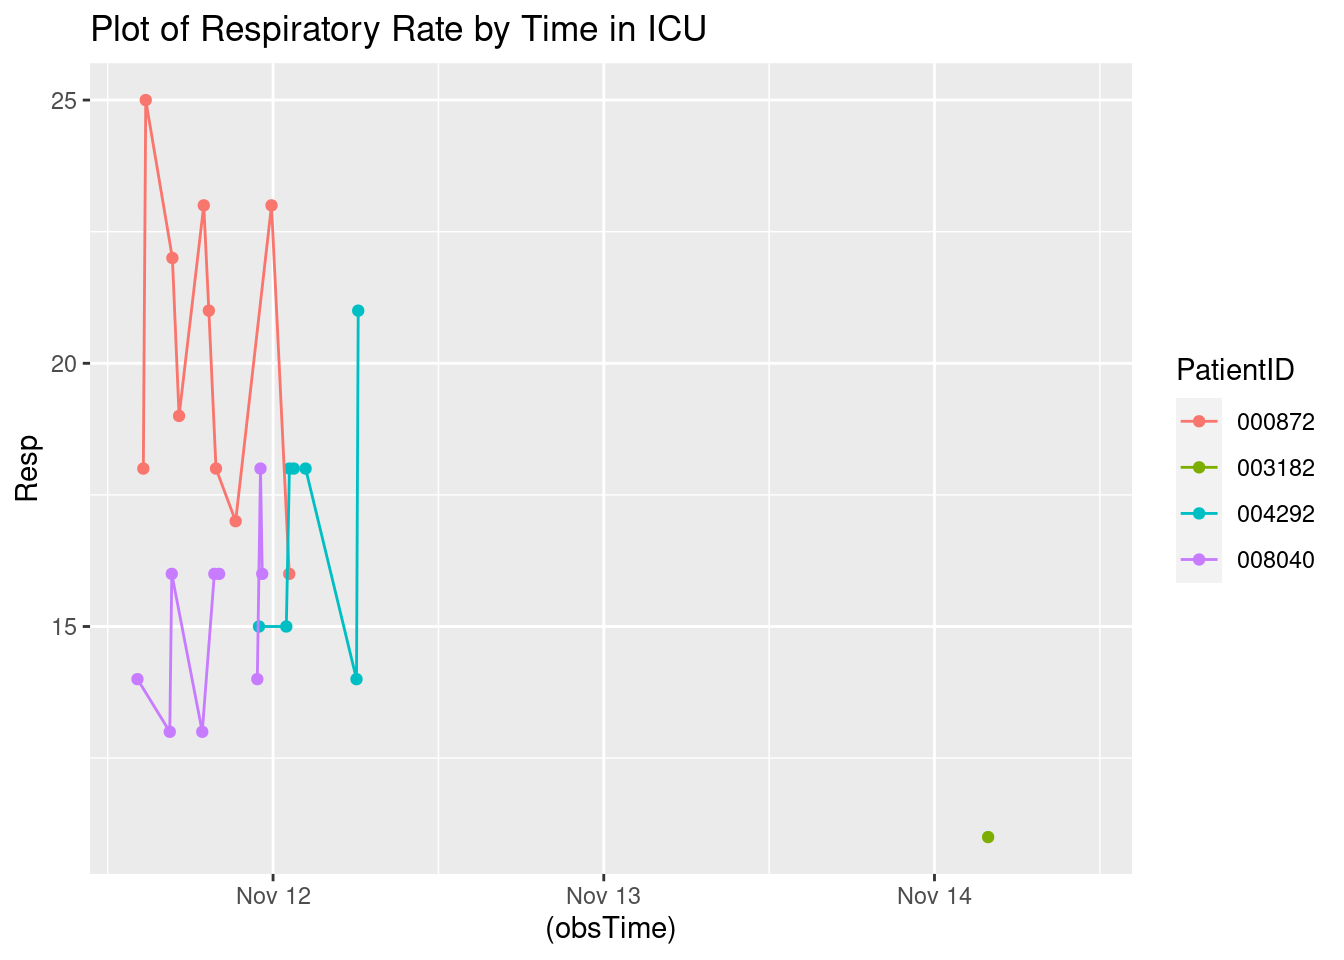 Plot of Respiratory Rate by Time in ICU
25
20
15
Resp
Nov 12
Nov 13
Nov 14
(obsTime)
PatientID
000872
003182
004292
008040